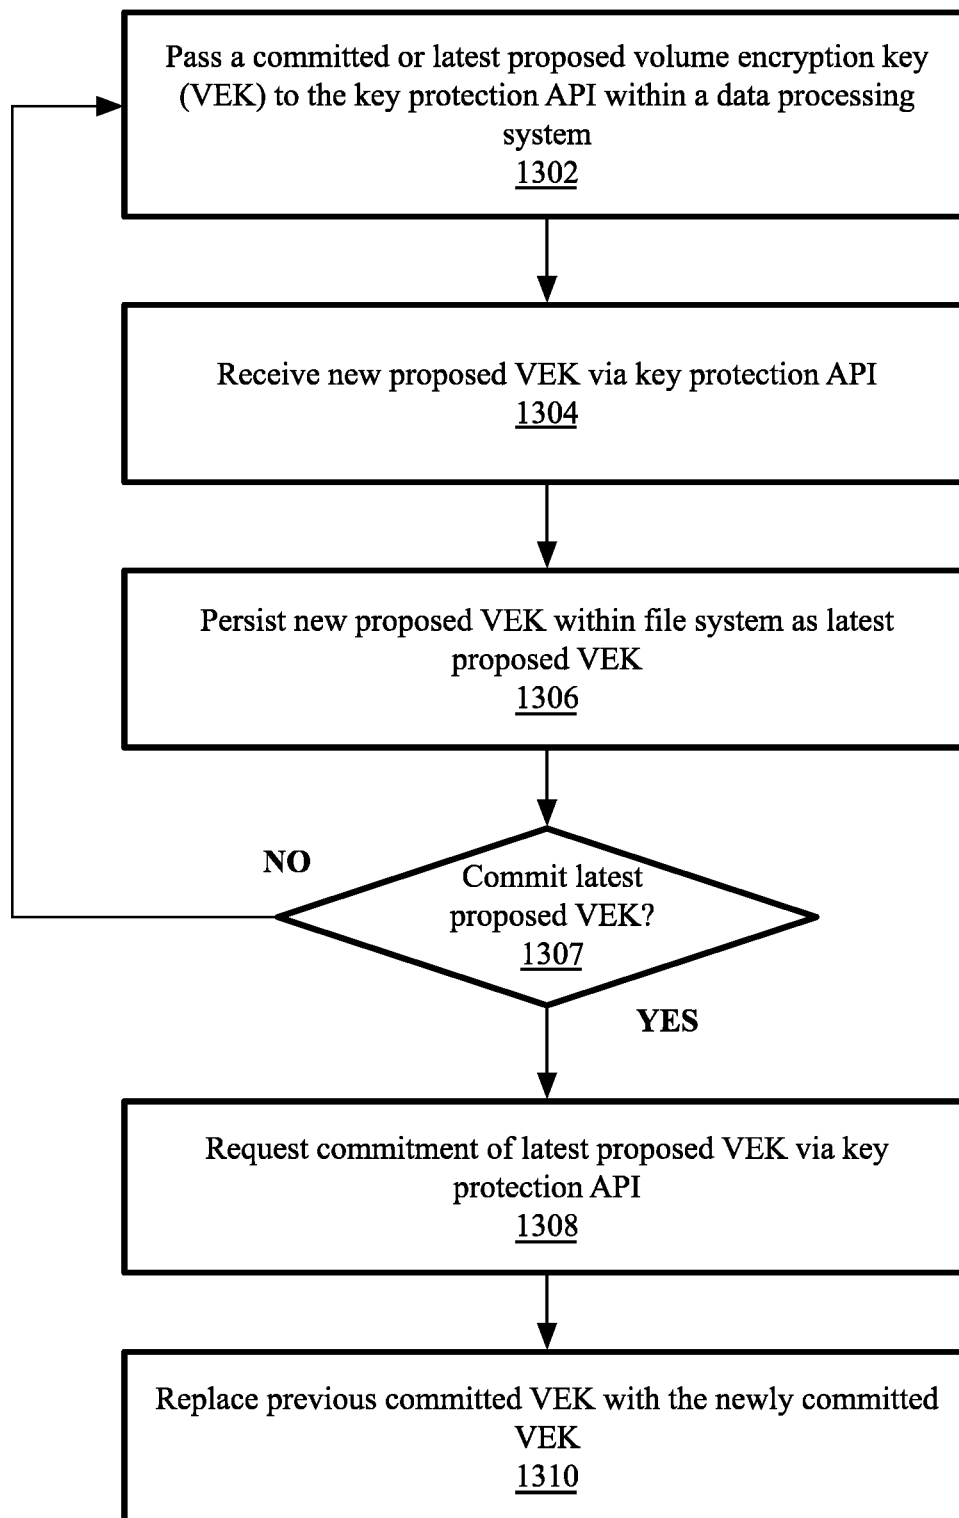 Pass a committed or latest proposed volume encryption key
(VEK) to the key protection API within a data processing
system
1302
Receive new proposed VEK via key protection API
1304
Persist new proposed VEK within file system as latest
proposed VEK
1306
NO
Commit latest
proposed VEK?
1307
YES
Request commitment of latest proposed VEK via key
protection API
1308
Replace previous committed VEK with the newly committed
VEK
1310